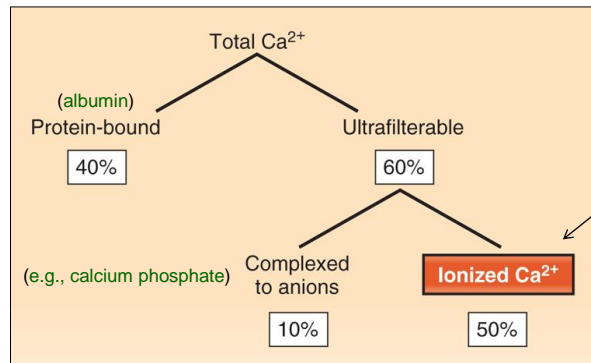 Total Ca²⁺
(albumin)
Protein-bound
Ultrafilterable
40%
60%
(e.g., calcium phosphate)
Complexed
to anions
Ionized Ca²⁺
10%
50%